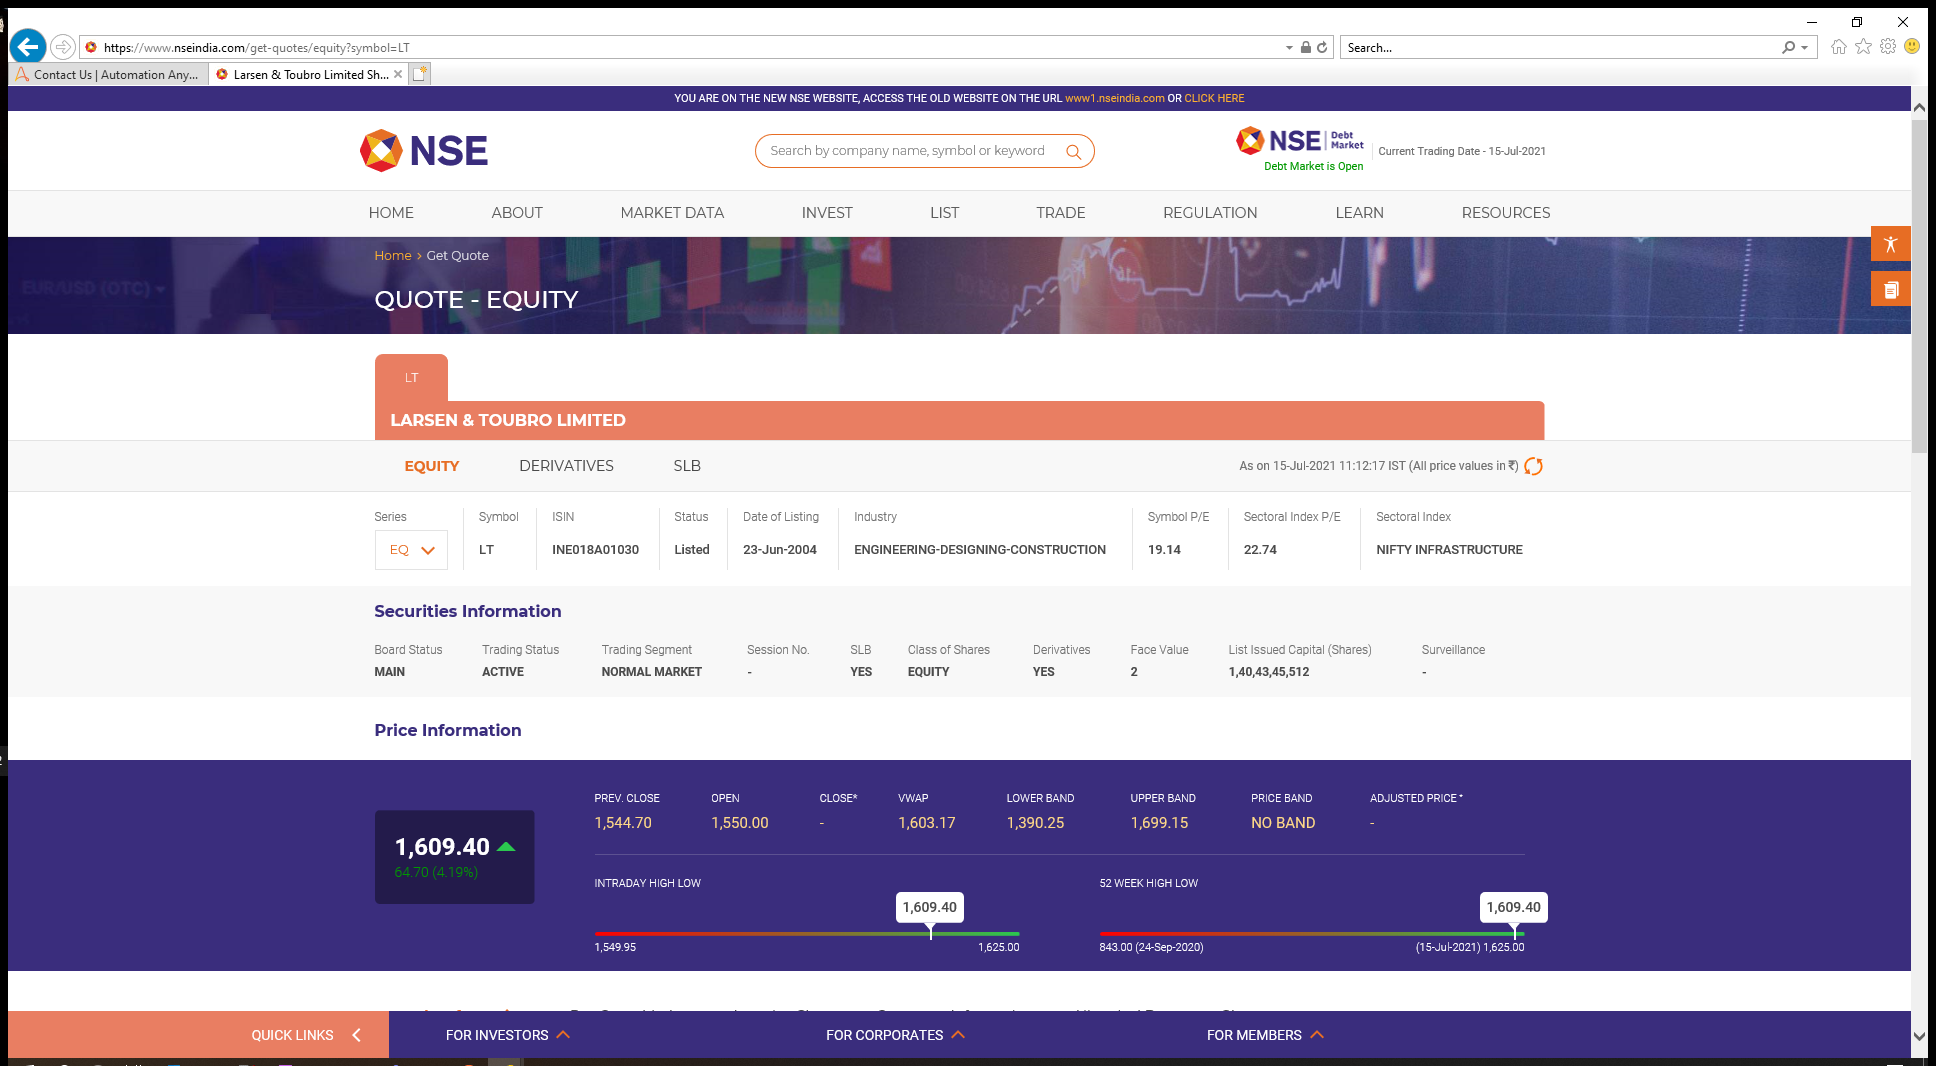 https://www.nseindia.com/get-quotes/equity?symbol=LT
Search...
Contact Us | Automation Any...
Larsen & Toubro Limited Sh...
YOU ARE ON THE NEW NSE WEBSITE, ACCESS THE OLD WEBSITE ON THE URL www1.nseindia.com OR CLICK HERE
NSE
Search by company name, symbol or keyword
NSE Debt Market
Debt Market is Open
Current Trading Date - 15-Jul-2021
HOME ABOUT MARKET DATA INVEST LIST TRADE REGULATION LEARN RESOURCES
Home > Get Quote
EUR/USD (OTC)
QUOTE - EQUITY
LT
LARSEN & TOUBRO LIMITED
EQUITY DERIVATIVES SLB As on 15-Jul-2021 11:12:17 IST (All price values in ₹)
Series Symbol ISIN Status Date of Listing Industry Symbol P/E Sectoral Index P/E Sectoral Index
EQ LT INE018A01030 Listed 23-Jun-2004 ENGINEERING-DESIGNING-CONSTRUCTION 19.14 22.74 NIFTY INFRASTRUCTURE
Securities Information
Board Status Trading Status Trading Segment Session No. SLB Class of Shares Derivatives Face Value List Issued Capital (Shares) Surveillance
MAIN ACTIVE NORMAL MARKET - YES EQUITY YES 2 1,40,43,45,512 -
Price Information
PREV. CLOSE OPEN CLOSE* VWAP LOWER BAND UPPER BAND PRICE BAND ADJUSTED PRICE *
1,544.70 1,550.00 - 1,603.17 1,390.25 1,699.15 NO BAND -
1,609.40
64.70 (4.19%)
INTRADAY HIGH LOW 52 WEEK HIGH LOW
1,609.40 1,609.40
1,549.95 1,625.00 843.00 (24-Sep-2020) (15-Jul-2021) 1,625.00
QUICK LINKS FOR INVESTORS FOR CORPORATES FOR MEMBERS